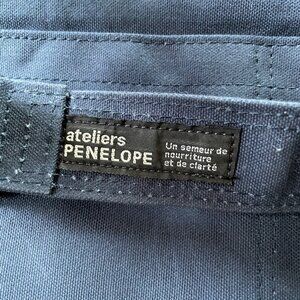 ateliers
PENELOPE
Un semeur de
nourriture
et de clarté